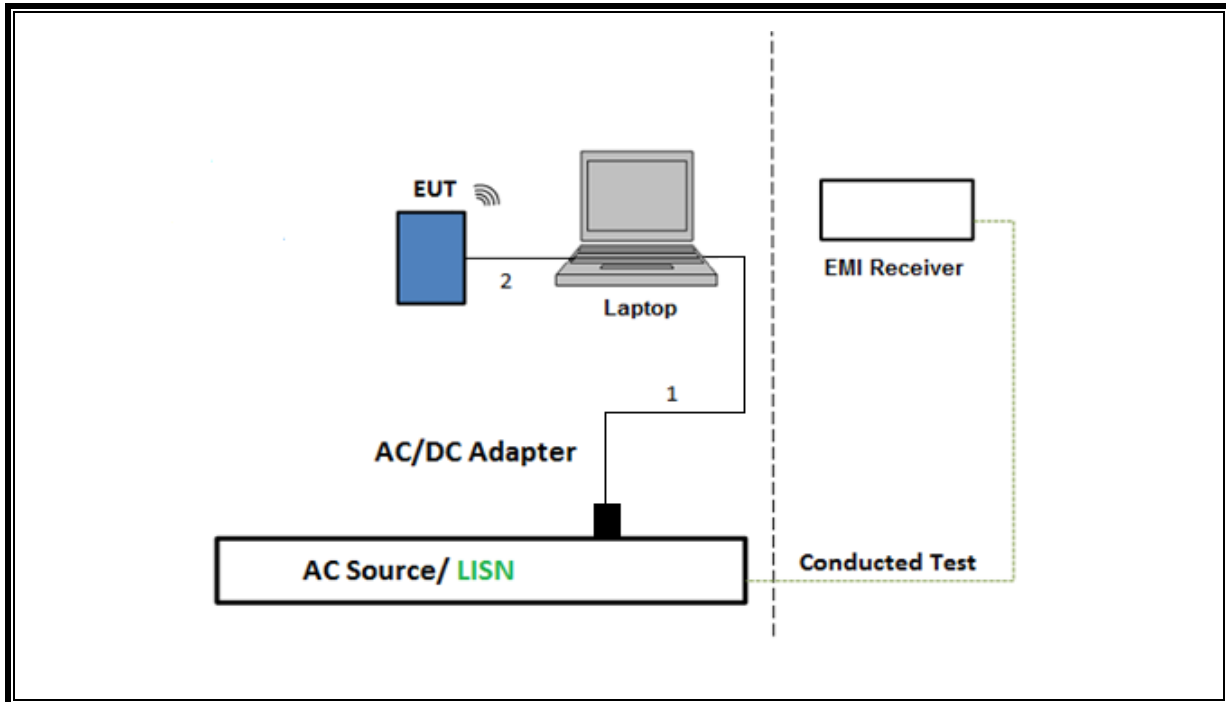 EUT
2
Laptop
EMI Receiver
1
AC/DC Adapter
AC Source/ LISN
Conducted Test